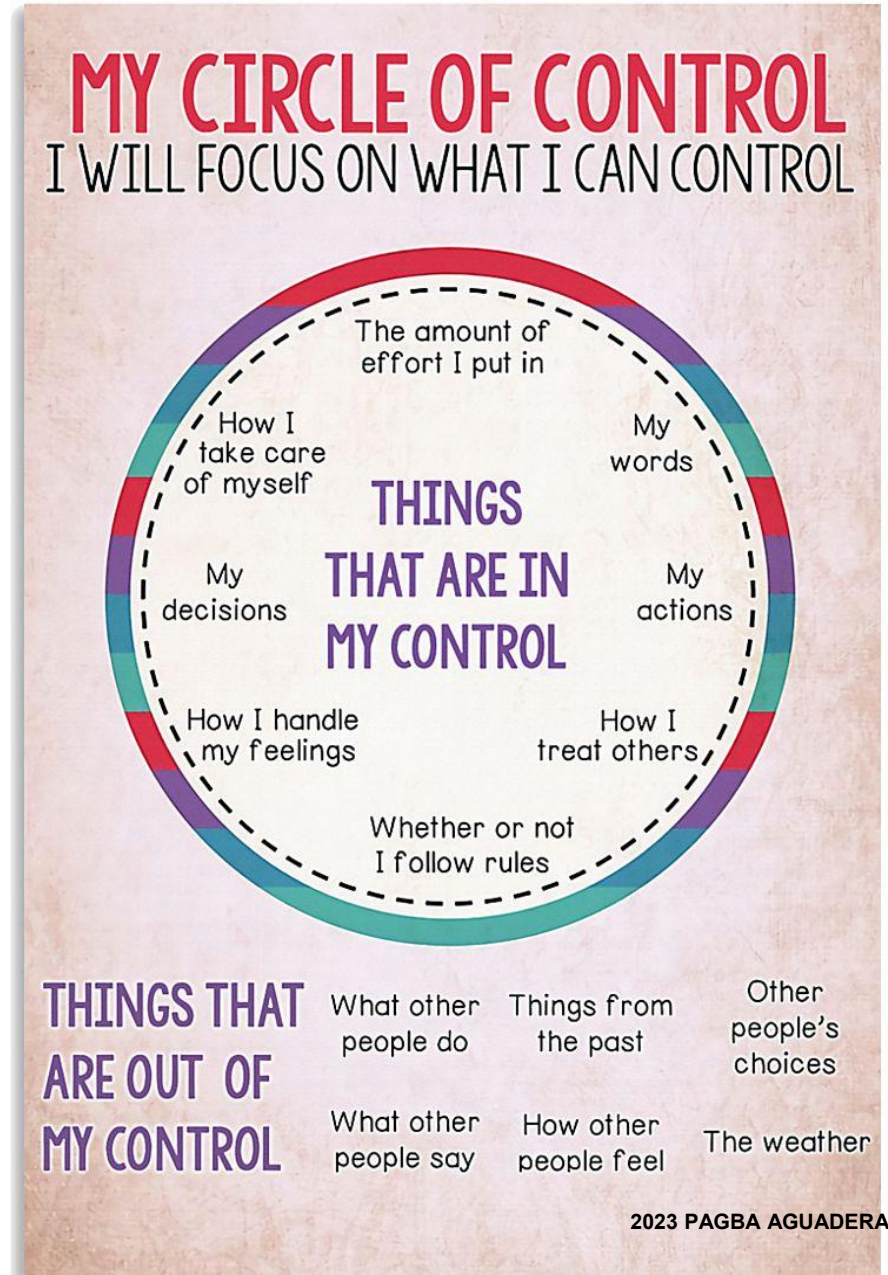 MY CIRCLE OF CONTROL
I WILL FOCUS ON WHAT I CAN CONTROL
The amount of
effort I put in
How I
take care
of myself
My
words
THINGS
THAT ARE IN
MY CONTROL
My
decisions
My
actions
How I handle
my feelings
How I
treat others
Whether or not
I follow rules
THINGS THAT
ARE OUT OF
MY CONTROL
What other
people do
Things from
the past
Other
people's
choices
What other
people say
How other
people feel
The weather
2023 PAGBA AGUADERA